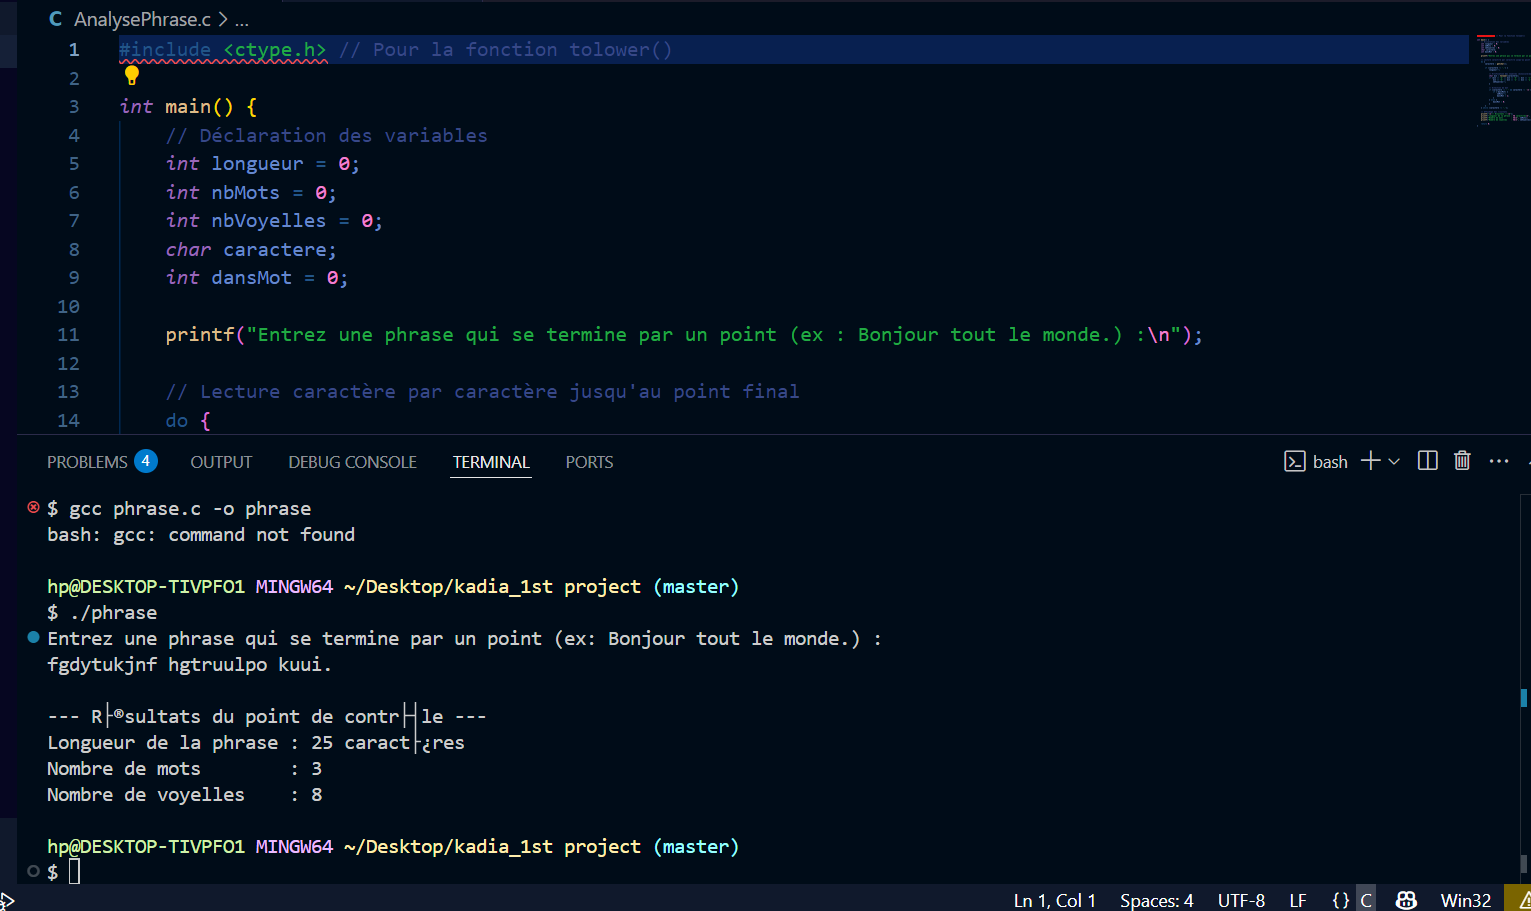 C AnalysePhrase.c > ...
1 #include <ctype.h> // Pour la fonction tolower()
2
3 int main() {
4 // Déclaration des variables
5 int longueur = 0;
6 int nbMots = 0;
7 int nbVoyelles = 0;
8 char caractere;
9 int dansMot = 0;
10
11 printf("Entrez une phrase qui se termine par un point (ex : Bonjour tout le monde.) :\n");
12
13 // Lecture caractère par caractère jusqu'au point final
14 do {
PROBLEMS 4 OUTPUT DEBUG CONSOLE TERMINAL PORTS bash
$ gcc phrase.c -o phrase
bash: gcc: command not found
hp@DESKTOP-TIVPFO1 MINGW64 ~/Desktop/kadia_1st project (master)
$ ./phrase
Entrez une phrase qui se termine par un point (ex: Bonjour tout le monde.) :
fgdytukjnf hgtruulpo kuui.
--- R├®sultats du point de contr├┤le ---
Longueur de la phrase : 25 caract├¿res
Nombre de mots : 3
Nombre de voyelles : 8
hp@DESKTOP-TIVPFO1 MINGW64 ~/Desktop/kadia_1st project (master)
$
Ln 1, Col 1 Spaces: 4 UTF-8 LF {} C Win32